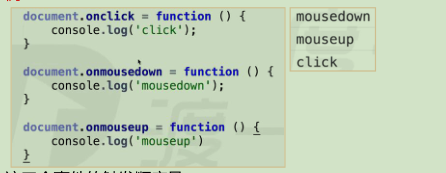 document.onclick = function () {
    console.log('click');
}
document.onmousedown = function () {
    console.log('mousedown');
}
document.onmouseup = function () {
    console.log('mouseup')
}
mousedown
mouseup
click